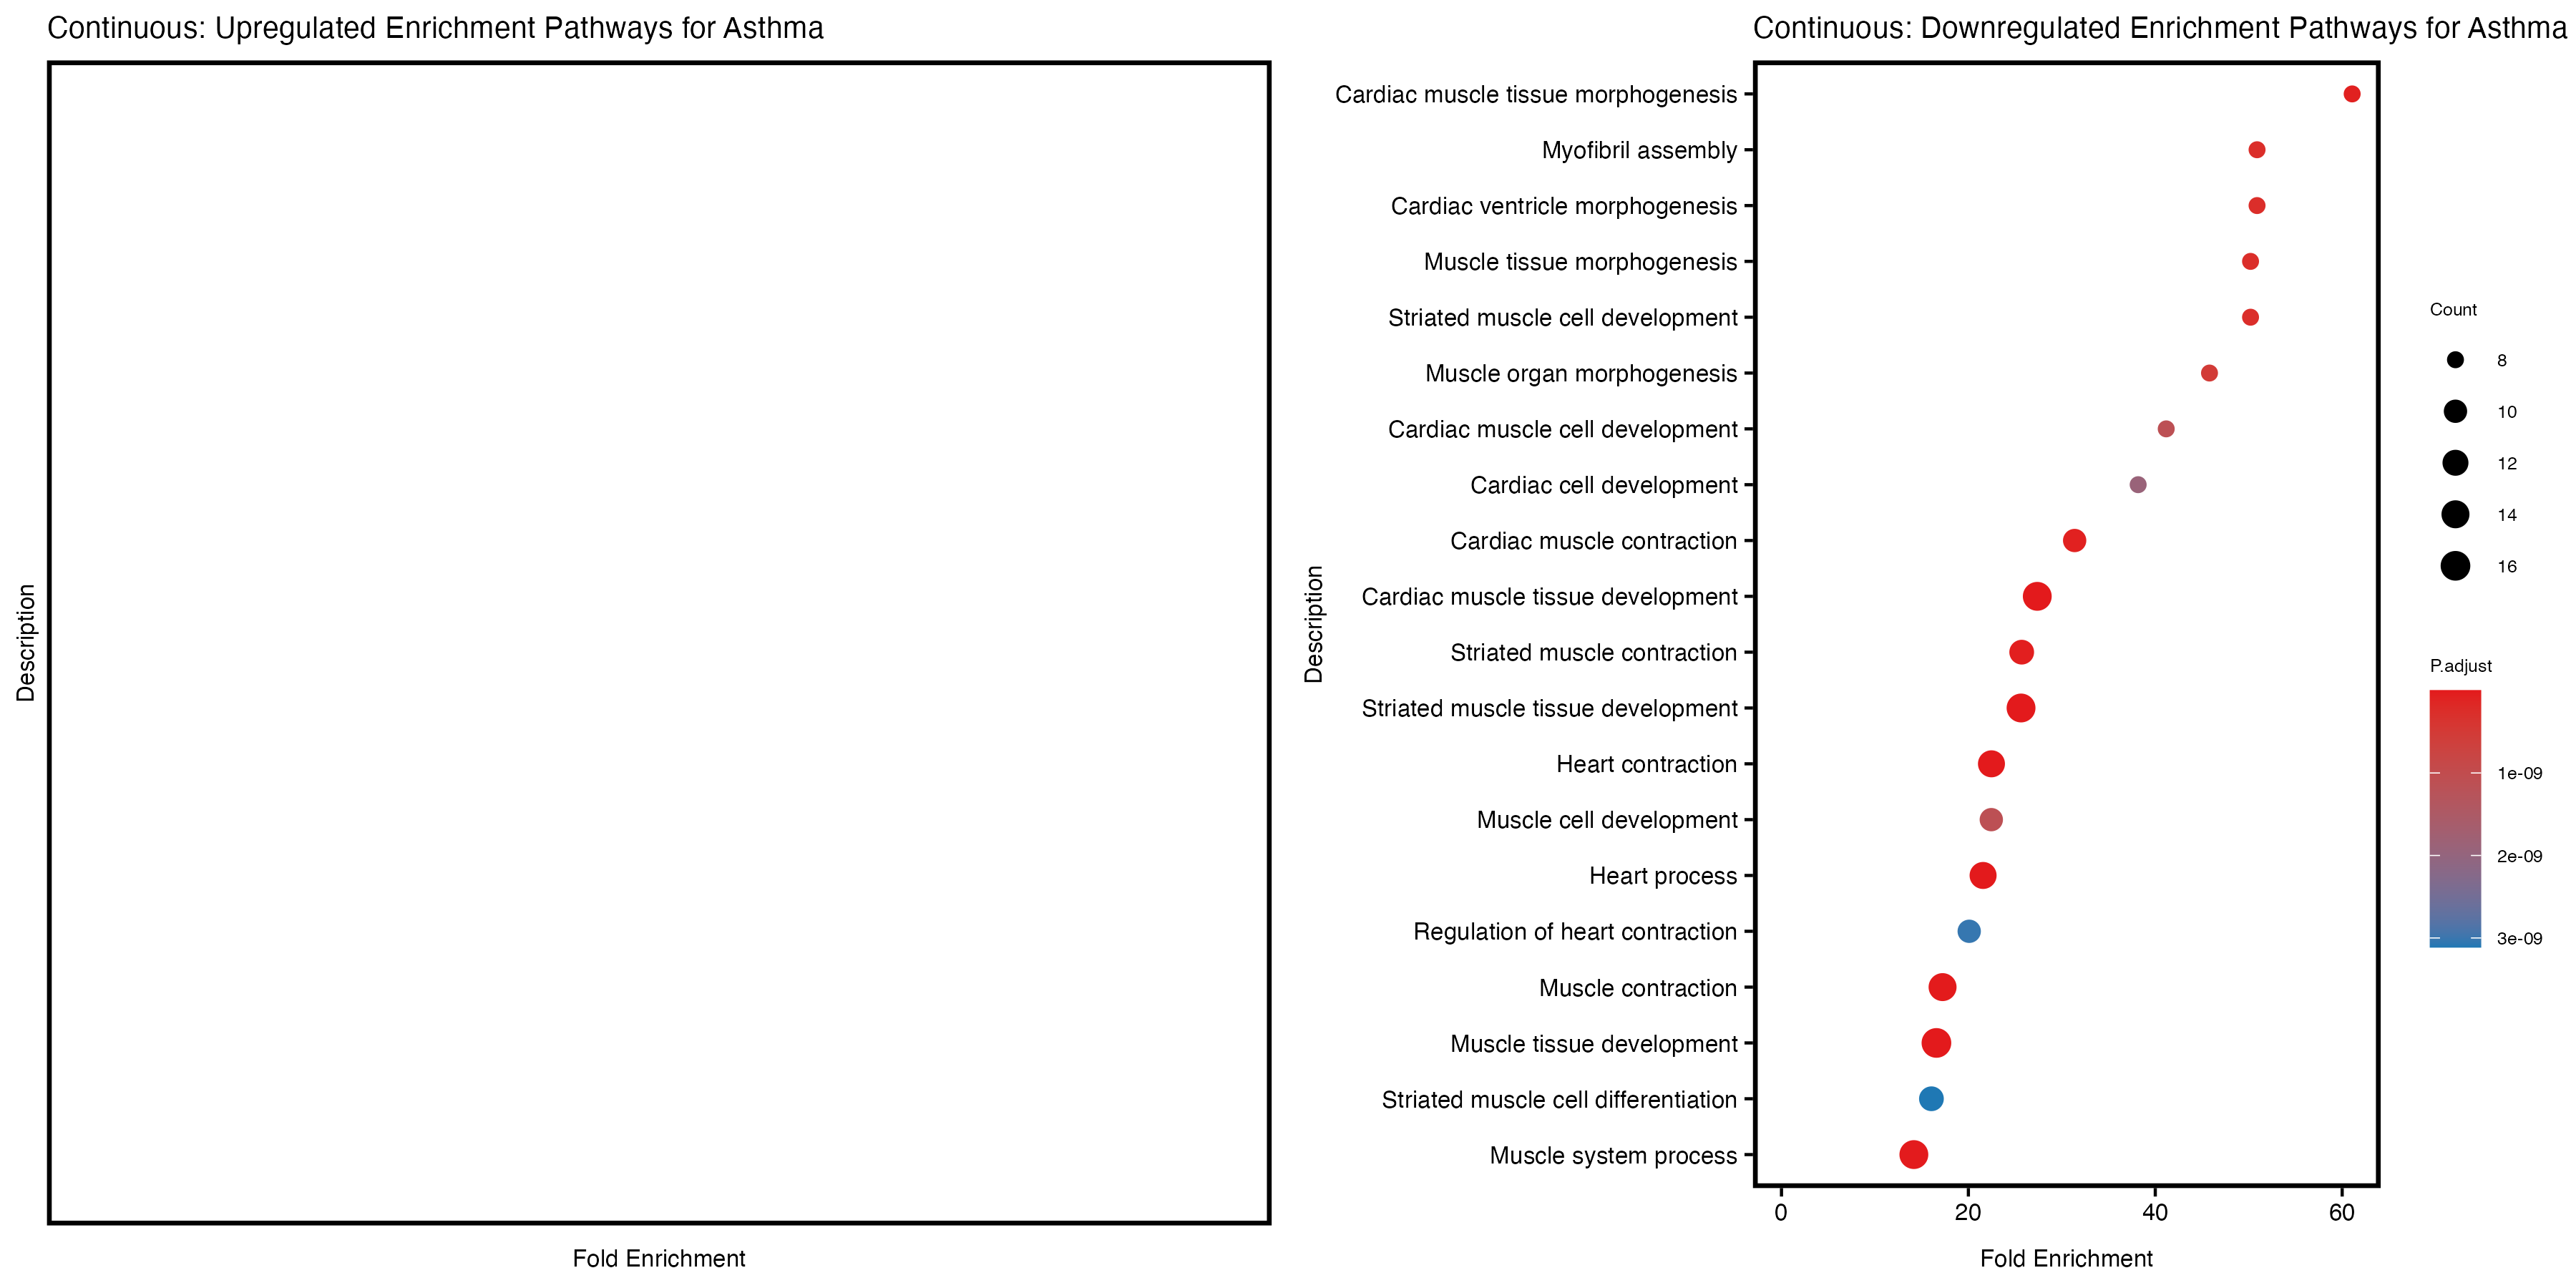 Continuous: Upregulated Enrichment Pathways for Asthma
Description
Fold Enrichment
Continuous: Downregulated Enrichment Pathways for Asthma
Description
Cardiac muscle tissue morphogenesis
Myofibril assembly
Cardiac ventricle morphogenesis
Muscle tissue morphogenesis
Striated muscle cell development
Muscle organ morphogenesis
Cardiac muscle cell development
Cardiac cell development
Cardiac muscle contraction
Cardiac muscle tissue development
Striated muscle contraction
Striated muscle tissue development
Heart contraction
Muscle cell development
Heart process
Regulation of heart contraction
Muscle contraction
Muscle tissue development
Striated muscle cell differentiation
Muscle system process
0 20 40 60
Fold Enrichment
Count
8
10
12
14
16
P.adjust
1e-09
2e-09
3e-09